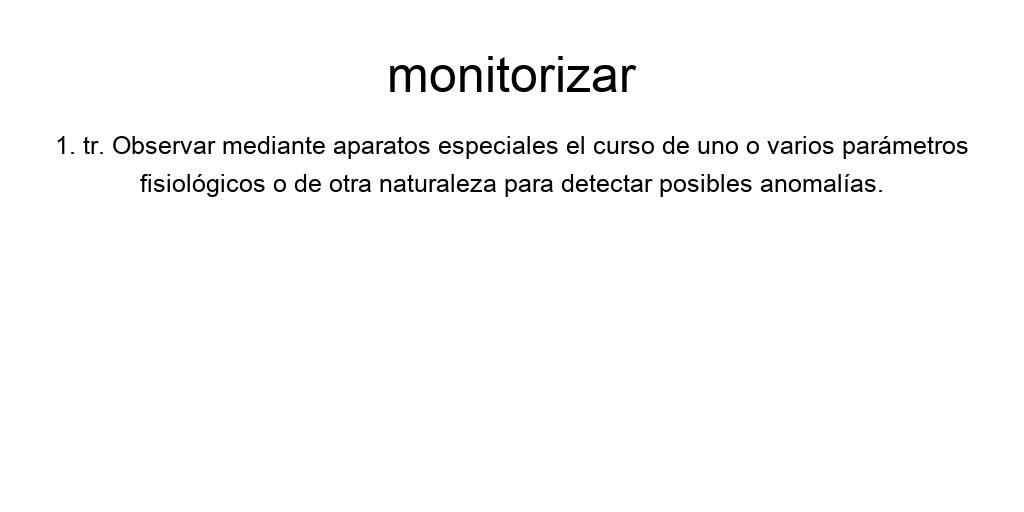 monitorizar
1. tr. Observar mediante aparatos especiales el curso de uno o varios parámetros
fisiológicos o de otra naturaleza para detectar posibles anomalías.